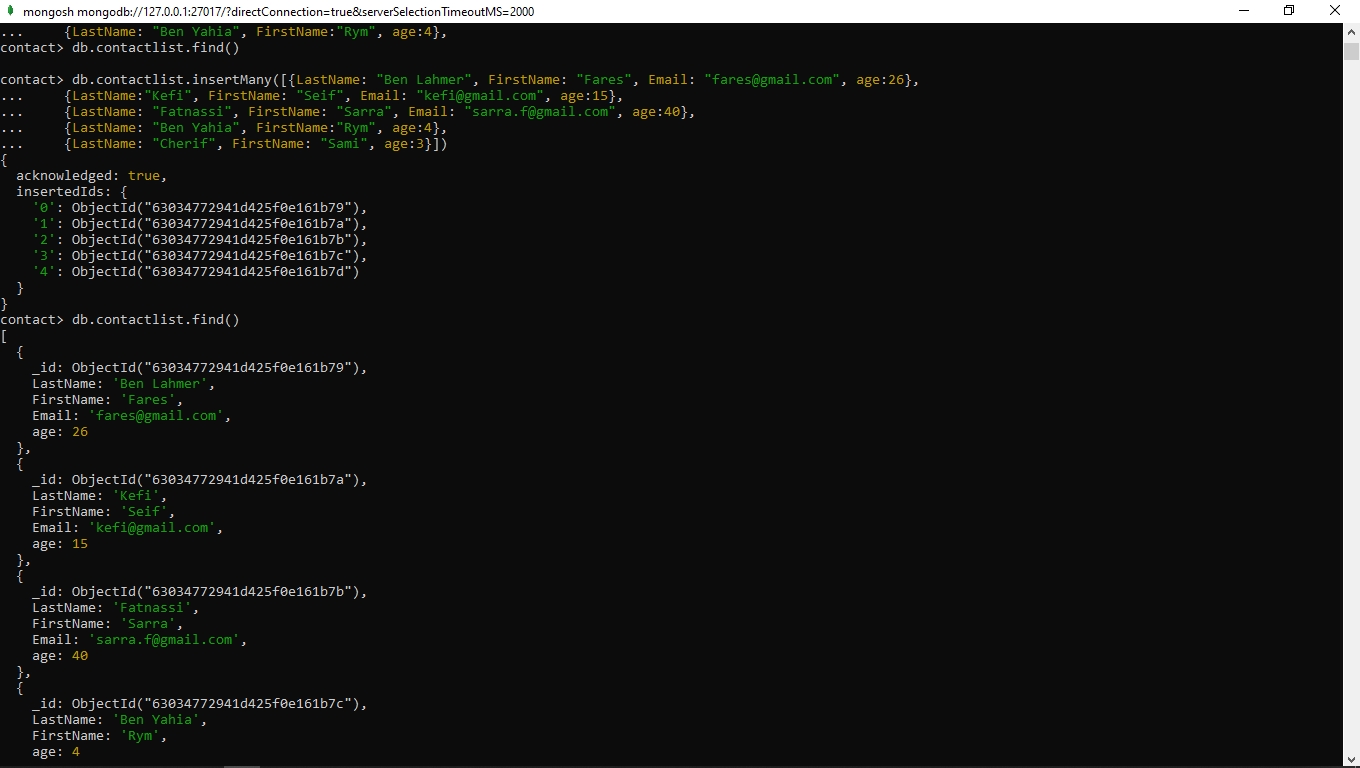 mongosh mongodb://127.0.0.1:27017/?directConnection=true&serverSelectionTimeoutMS=2000
...     {LastName: "Ben Yahia", FirstName:"Rym", age:4},
contact> db.contactlist.find()
contact> db.contactlist.insertMany([{LastName: "Ben Lahmer", FirstName: "Fares", Email: "fares@gmail.com", age:26},
...     {LastName:"Kefi", FirstName: "Seif", Email: "kefi@gmail.com", age:15},
...     {LastName: "Fatnassi", FirstName: "Sarra", Email: "sarra.f@gmail.com", age:40},
...     {LastName: "Ben Yahia", FirstName:"Rym", age:4},
...     {LastName: "Cherif", FirstName: "Sami", age:3}])
{
  acknowledged: true,
  insertedIds: {
    '0': ObjectId("63034772941d425f0e161b79"),
    '1': ObjectId("63034772941d425f0e161b7a"),
    '2': ObjectId("63034772941d425f0e161b7b"),
    '3': ObjectId("63034772941d425f0e161b7c"),
    '4': ObjectId("63034772941d425f0e161b7d")
  }
}
contact> db.contactlist.find()
[
  {
    _id: ObjectId("63034772941d425f0e161b79"),
    LastName: 'Ben Lahmer',
    FirstName: 'Fares',
    Email: 'fares@gmail.com',
    age: 26
  },
  {
    _id: ObjectId("63034772941d425f0e161b7a"),
    LastName: 'Kefi',
    FirstName: 'Seif',
    Email: 'kefi@gmail.com',
    age: 15
  },
  {
    _id: ObjectId("63034772941d425f0e161b7b"),
    LastName: 'Fatnassi',
    FirstName: 'Sarra',
    Email: 'sarra.f@gmail.com',
    age: 40
  },
  {
    _id: ObjectId("63034772941d425f0e161b7c"),
    LastName: 'Ben Yahia',
    FirstName: 'Rym',
    age: 4